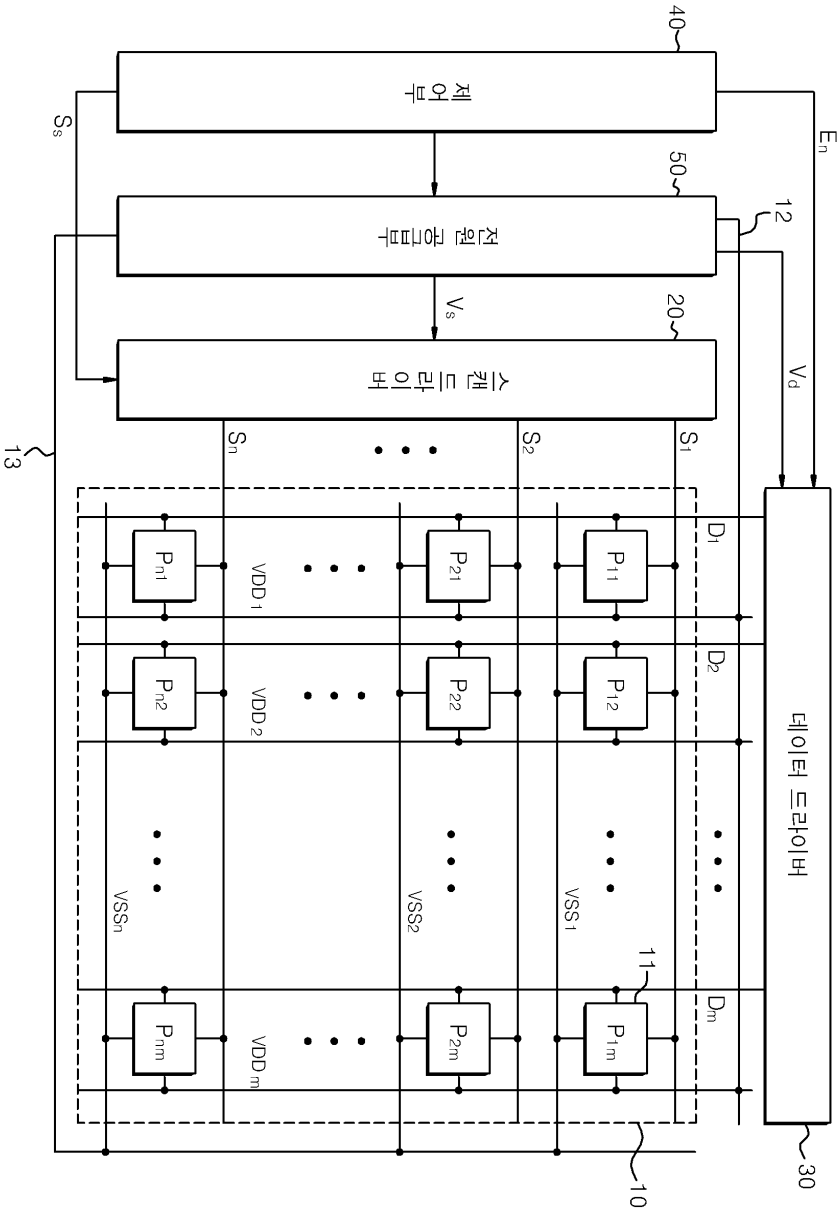 En
30
Vd
데이터 드라이버
12
D1
D2
Dm
S1
40
50
20
11
10
P11
P12
P1m
VSS1
S2
Vs
제어부
전원 공급부
스캔 드라이버
P21
P22
P2m
VSS2
VDD1
VDD2
VDDm
Sn
Pn1
Pn2
Pnm
VSSn
Ss
13